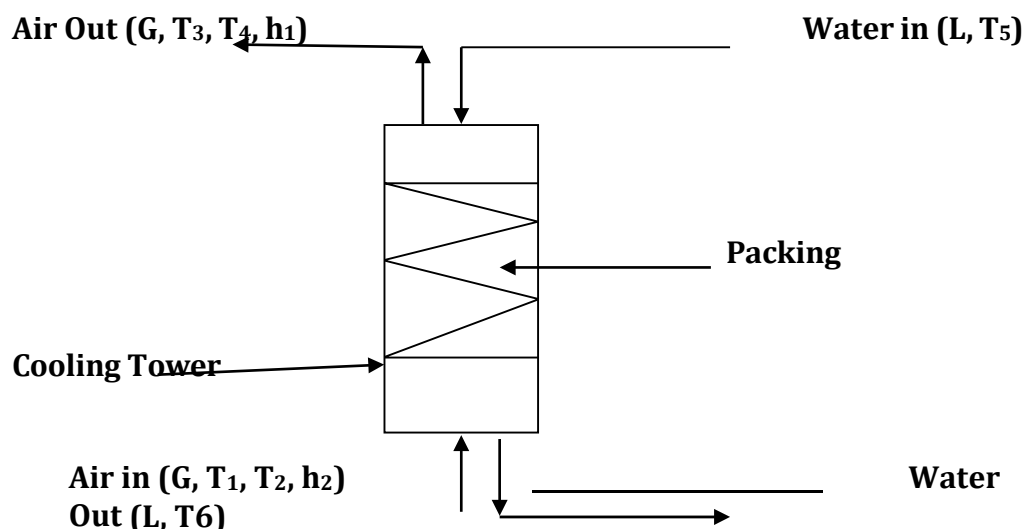 Air Out (G, T3, T4, h1)
Water in (L, T5)
Packing
Cooling Tower
Air in (G, T1, T2, h2)
Water
Out (L, T6)